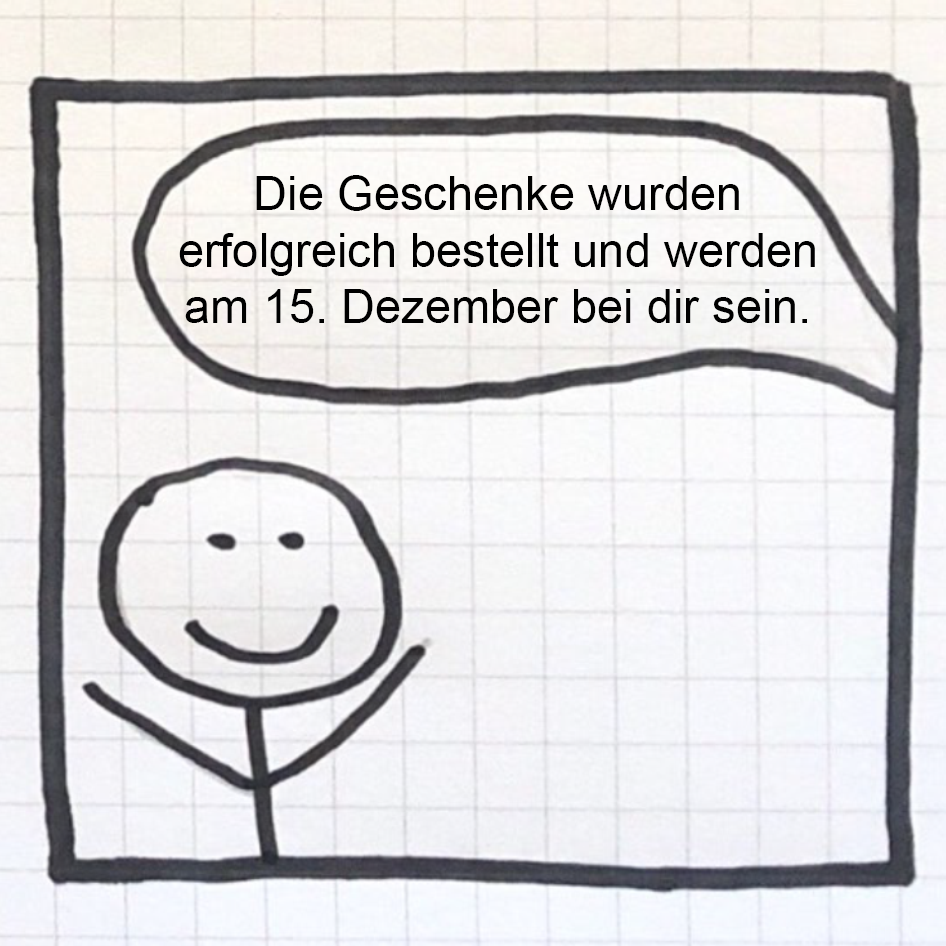 Die Geschenke wurden
erfolgreich bestellt und werden
am 15. Dezember bei dir sein.